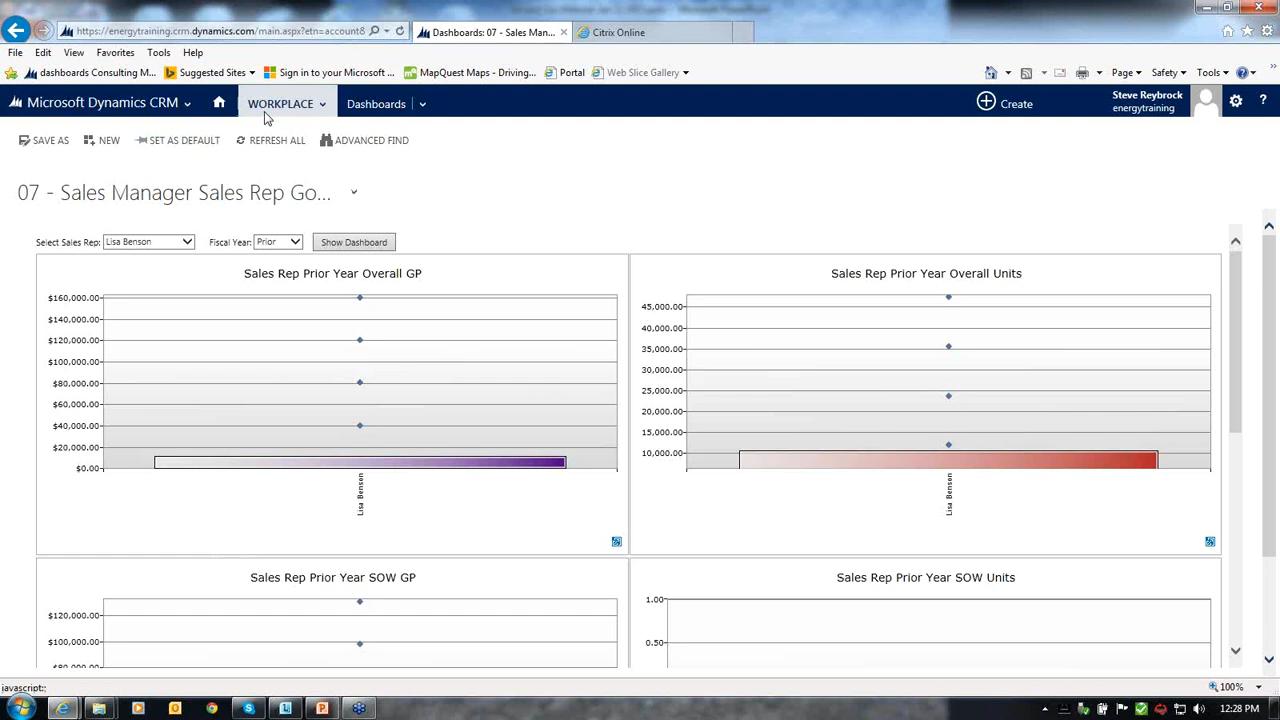 https://energytraining.crm.dynamics.com/main.aspx?etn=account&
Dashboards: 07 - Sales Man...
Citrix Online
File Edit View Favorites Tools Help
dashboards Consulting M...
Suggested Sites
Sign in to your Microsoft ...
MapQuest Maps - Driving...
Portal
Web Slice Gallery
Page Safety Tools
Microsoft Dynamics CRM
WORKPLACE
Dashboards
Create
Steve Reybrock
energytraining
?
SAVE AS
NEW
SET AS DEFAULT
REFRESH ALL
ADVANCED FIND
07 - Sales Manager Sales Rep Go...
Select Sales Rep: Lisa Benson Fiscal Year: Prior Show Dashboard
Sales Rep Prior Year Overall GP
$160,000.00
$140,000.00
$120,000.00
$100,000.00
$80,000.00
$60,000.00
$40,000.00
$20,000.00
$0.00
Lisa Benson
Sales Rep Prior Year Overall Units
45,000.00
40,000.00
35,000.00
30,000.00
25,000.00
20,000.00
15,000.00
10,000.00
Lisa Benson
Sales Rep Prior Year SOW GP
$120,000.00
$100,000.00
$80,000.00
Sales Rep Prior Year SOW Units
1.00
0.50
javascript:;
100%
12:28 PM